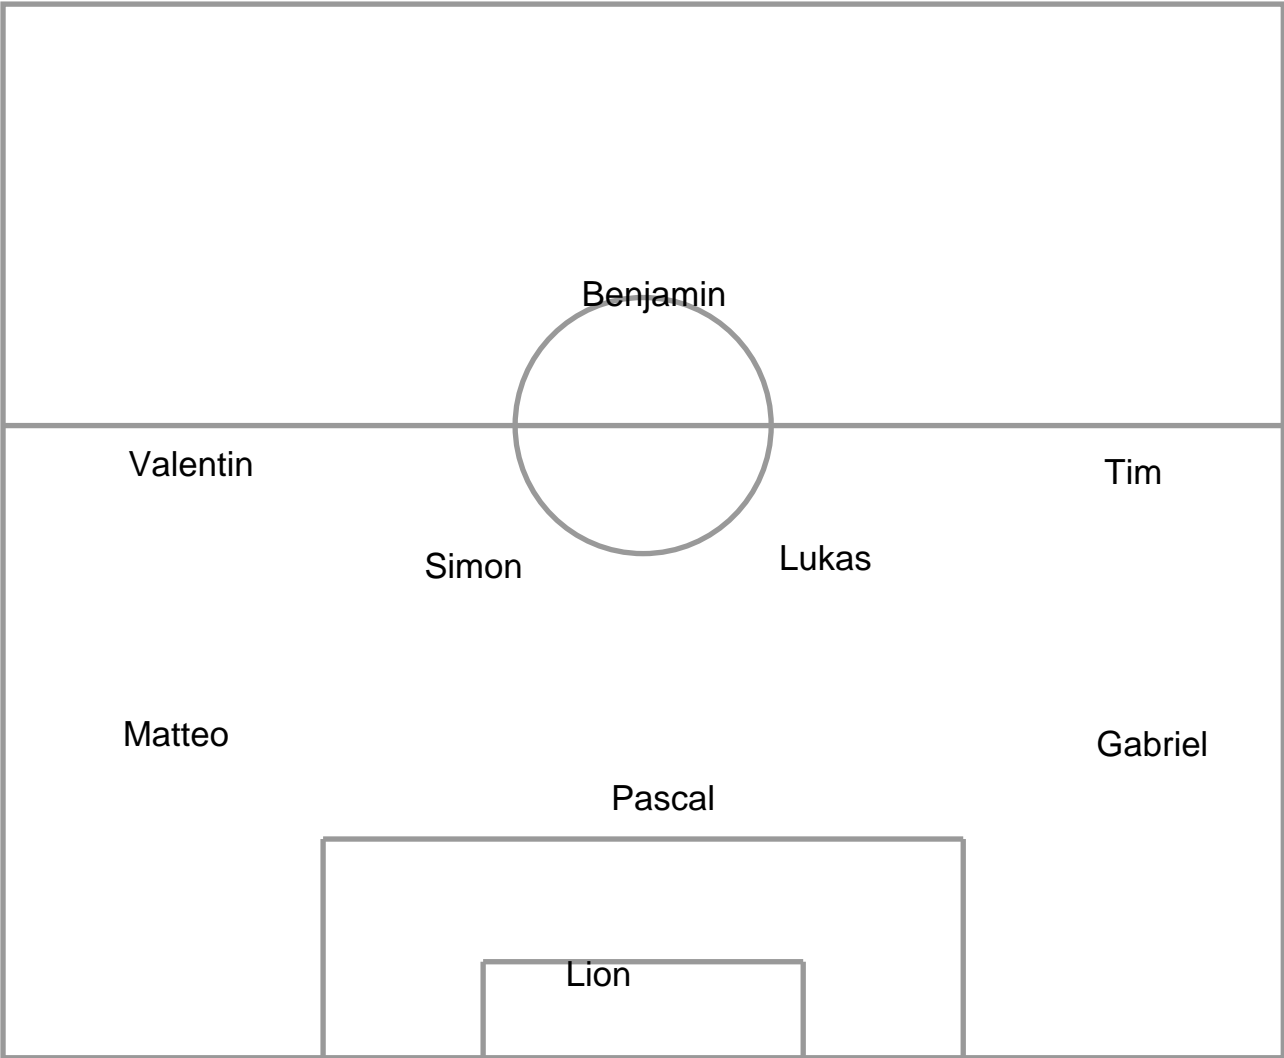 Benjamin
Valentin
Tim
Simon
Lukas
Matteo
Gabriel
Pascal
Lion